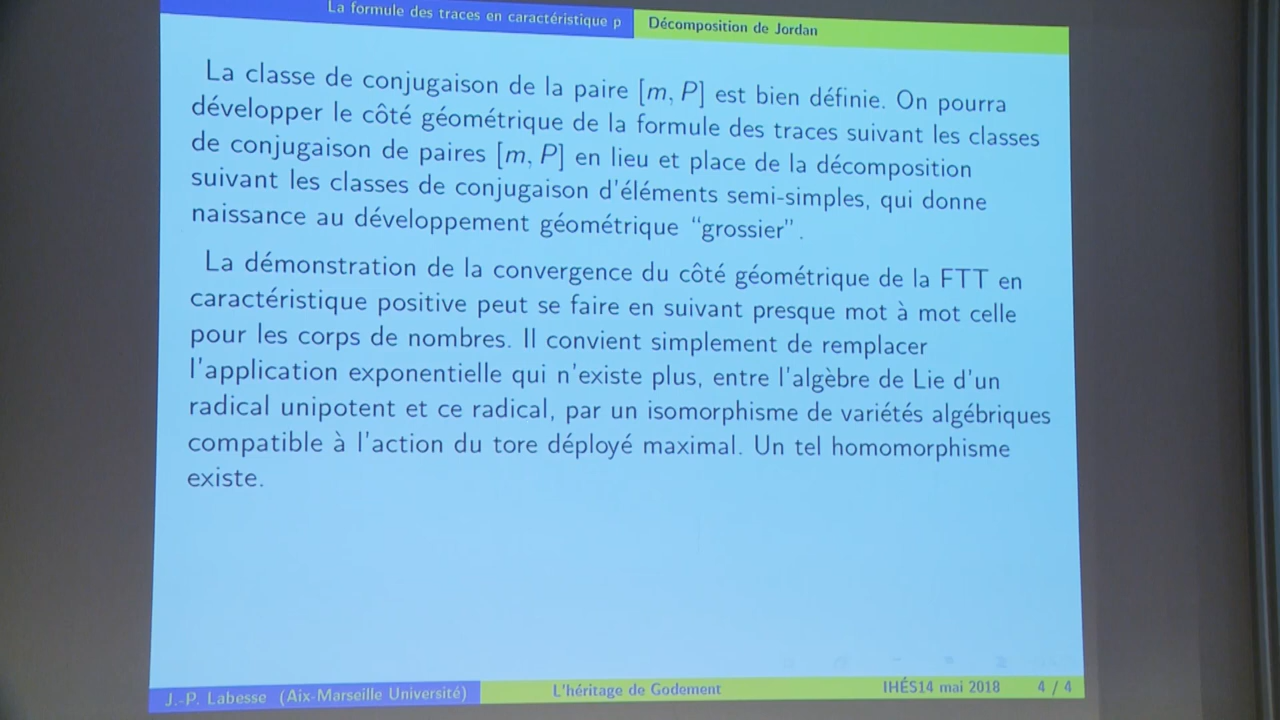 La formule des traces en caractéristique p
Décomposition de Jordan
La classe de conjugaison de la paire [m, P] est bien définie. On pourra
développer le côté géométrique de la formule des traces suivant les classes
de conjugaison de paires [m, P] en lieu et place de la décomposition
suivant les classes de conjugaison d'éléments semi-simples, qui donne
naissance au développement géométrique “grossier”.
La démonstration de la convergence du côté géométrique de la FTT en
caractéristique positive peut se faire en suivant presque mot à mot celle
pour les corps de nombres. Il convient simplement de remplacer
l'application exponentielle qui n'existe plus, entre l'algèbre de Lie d'un
radical unipotent et ce radical, par un isomorphisme de variétés algébriques
compatible à l'action du tore déployé maximal. Un tel homomorphisme
existe.
J.-P. Labesse (Aix-Marseille Université)
L'héritage de Godement
IHÉS14 mai 2018
4 / 4